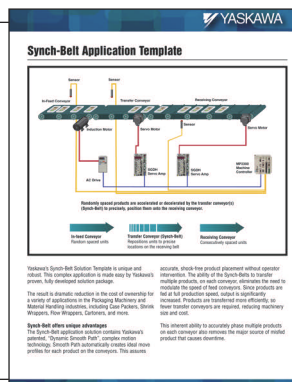 YASKAWA
Synch-Belt Application Template
Sensor
Sensor
In-Feed Conveyor
Transfer Conveyor
Receiving Conveyor
Sensor
Induction Motor
Servo Motor
Servo Motor
MP2300
Machine
Controller
AC Drive
SGDH
Servo Amp
SGDH
Servo Amp
Randomly spaced products are accelerated or decelerated by the transfer conveyor(s)
(Synch-Belt) to precisely, position them onto the receiving conveyor.
In-feed Conveyor
Random spaced units
Transfer Conveyor (Synch-Belt)
Repositions units to precise
locations on the receiving belt
Receiving Conveyor
Consecutively spaced units
Yaskawa's Synch-Belt Solution Template is unique and
robust. This complex application is made easy by Yaskawa's
proven, fully developed solution package.
The result is dramatic reduction in the cost of ownership for
a variety of applications in the Packaging Machinery and
Material Handling industries, including Case Packers, Shrink
Wrappers, Flow Wrappers, Cartoners, and more.
Synch-Belt offers unique advantages
The Synch-Belt application solution contains Yaskawa's
patented, "Dynamic Smooth Path", complex motion
technology. Smooth Path automatically creates ideal move
profiles for each product on the conveyors. This assures
accurate, shock-free product placement without operator
intervention. The ability of the Synch-Belts to transfer
multiple products, on each conveyor, eliminates the need to
modulate the speed of feed conveyors. Since products are
fed at full production speed, output is significantly
increased. Products are transferred more efficiently, so
fewer transfer conveyors are required, reducing machinery
size and cost.
This inherent ability to accurately phase multiple products
on each conveyor also removes the major source of misfed
product that causes downtime.